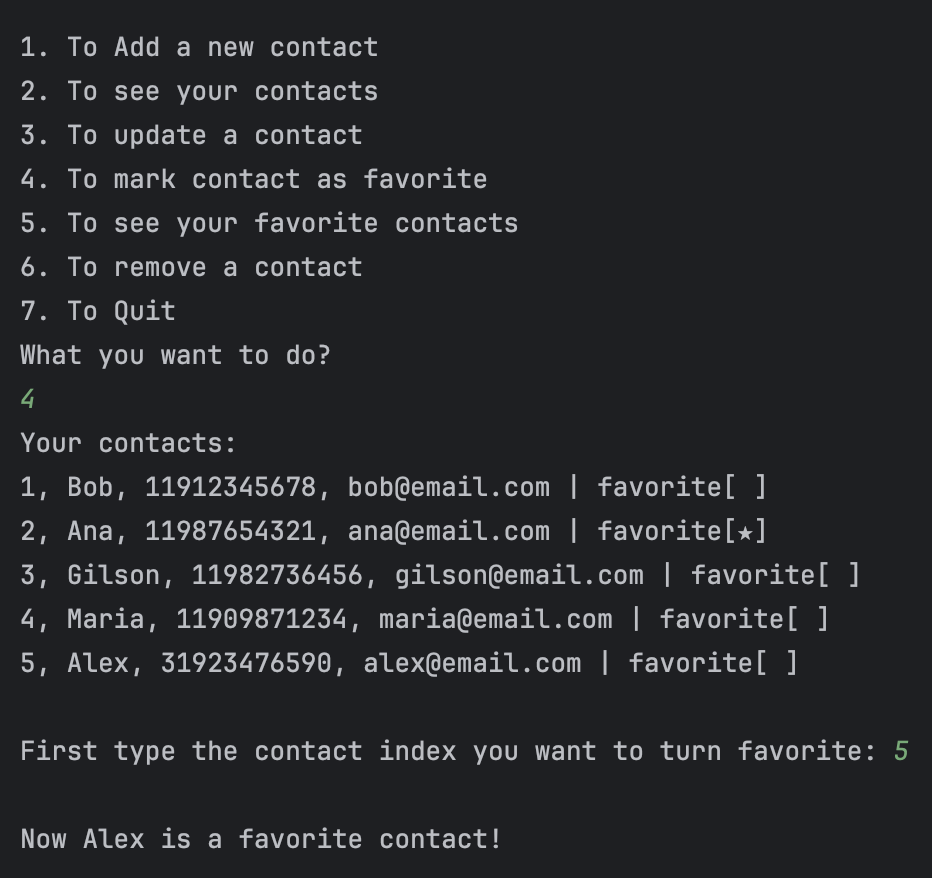 1. To Add a new contact
2. To see your contacts
3. To update a contact
4. To mark contact as favorite
5. To see your favorite contacts
6. To remove a contact
7. To Quit
What you want to do?
4
Your contacts:
1, Bob, 11912345678, bob@email.com | favorite[ ]
2, Ana, 11987654321, ana@email.com | favorite[★]
3, Gilson, 11982736456, gilson@email.com | favorite[ ]
4, Maria, 11909871234, maria@email.com | favorite[ ]
5, Alex, 31923476590, alex@email.com | favorite[ ]
First type the contact index you want to turn favorite: 5
Now Alex is a favorite contact!